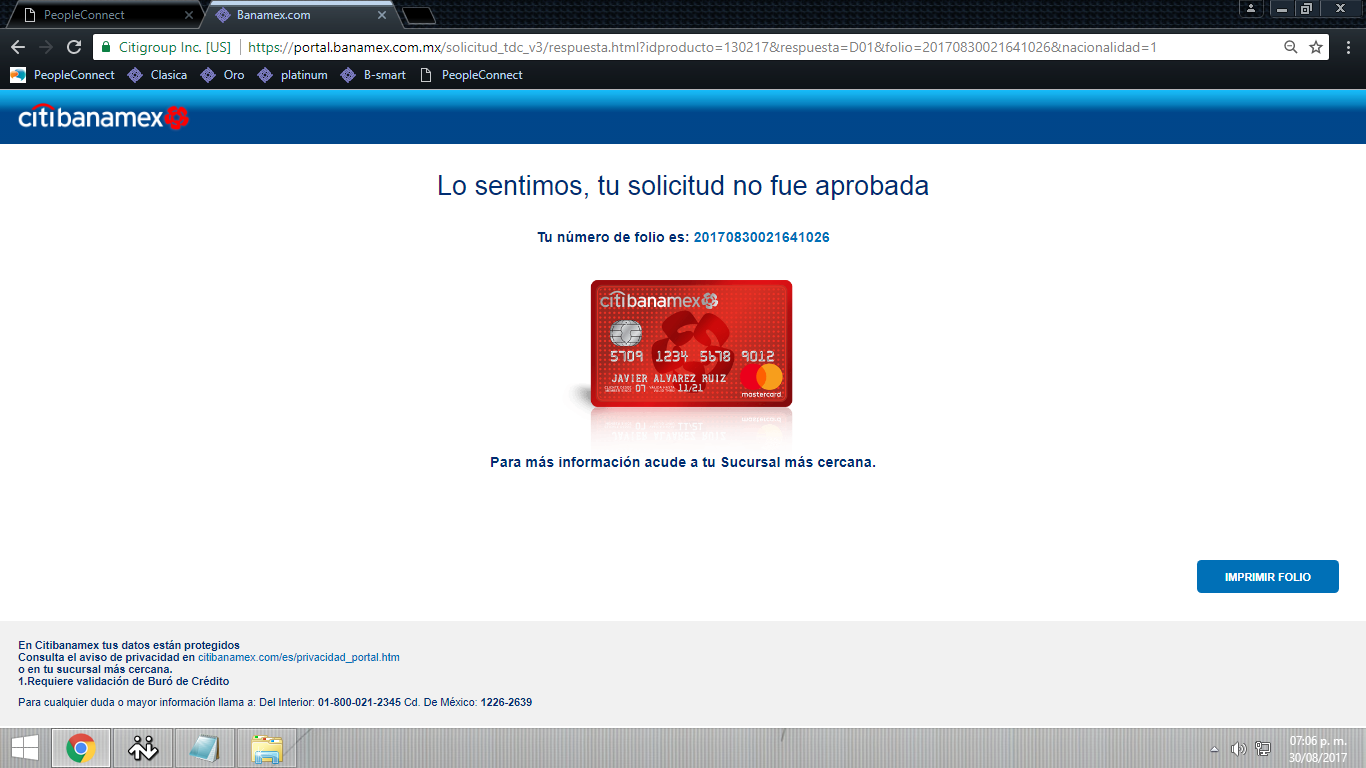 PeopleConnect
Banamex.com
Citigroup Inc. [US]
https://portal.banamex.com.mx/solicitud_tdc_v3/respuesta.html?idproducto=130217&respuesta=D01&folio=20170830021641026&nacionalidad=1
PeopleConnect Clasica Oro platinum B-smart PeopleConnect
citibanamex
Lo sentimos, tu solicitud no fue aprobada
Tu número de folio es: 20170830021641026
citibanamex
5709 1234 5678 9012
JAVIER ALVAREZ RUIZ
07 11/21
mastercard
Para más información acude a tu Sucursal más cercana.
IMPRIMIR FOLIO
En Citibanamex tus datos están protegidos
Consulta el aviso de privacidad en citibanamex.com/es/privacidad_portal.htm
o en tu sucursal más cercana.
1.Requiere validación de Buró de Crédito
Para cualquier duda o mayor información llama a: Del Interior: 01-800-021-2345 Cd. De México: 1226-2639
07:06 p. m.
30/08/2017